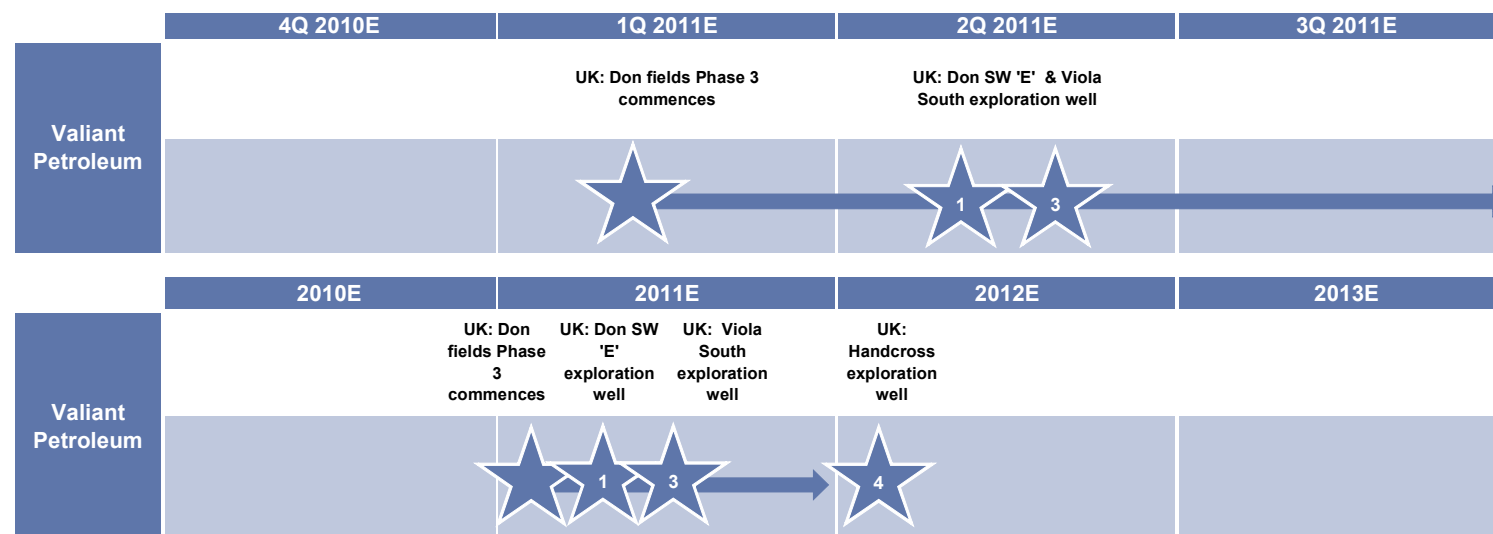 4Q 2010E 1Q 2011E 2Q 2011E 3Q 2011E
Valiant
Petroleum
UK: Don fields Phase 3
commences
UK: Don SW 'E' & Viola
South exploration well
1 3
2010E 2011E 2012E 2013E
Valiant
Petroleum
UK: Don
fields Phase
3
commences
UK: Don SW
'E'
exploration
well
UK: Viola
South
exploration
well
UK:
Handcross
exploration
well
1 3 4